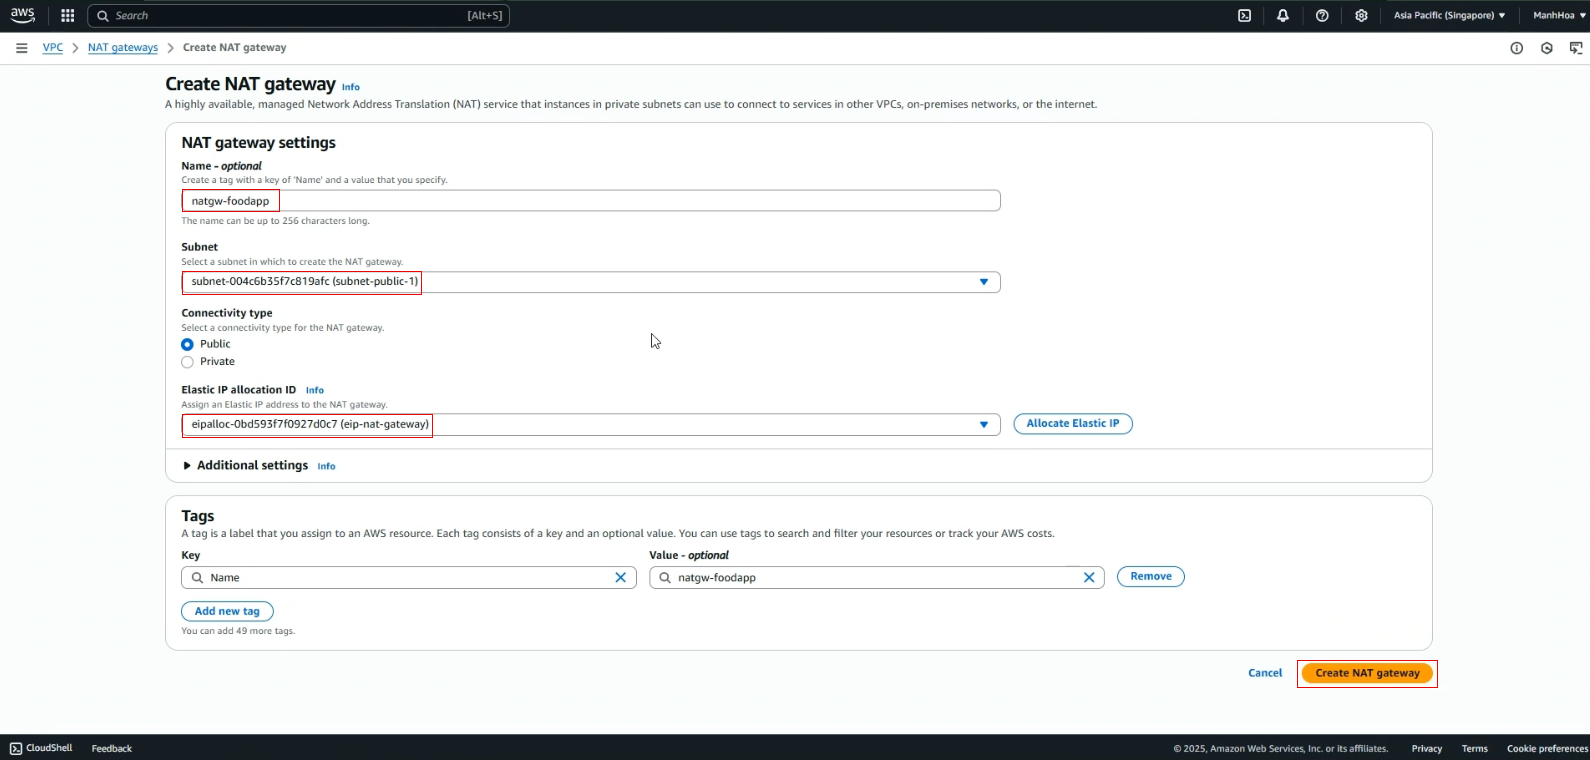 aws
Search [Alt+S]
Asia Pacific (Singapore) ▼ ManhHoa ▼
VPC > NAT gateways > Create NAT gateway
Create NAT gateway Info
A highly available, managed Network Address Translation (NAT) service that instances in private subnets can use to connect to services in other VPCs, on-premises networks, or the internet.
NAT gateway settings
Name - optional
Create a tag with a key of 'Name' and a value that you specify.
natgw-foodapp
The name can be up to 256 characters long.
Subnet
Select a subnet in which to create the NAT gateway.
subnet-004c6b35f7c819afc (subnet-public-1)
Connectivity type
Select a connectivity type for the NAT gateway.
Public
Private
Elastic IP allocation ID Info
Assign an Elastic IP address to the NAT gateway.
eipalloc-0bd593f7f0927d0c7 (eip-nat-gateway)
Allocate Elastic IP
Additional settings Info
Tags
A tag is a label that you assign to an AWS resource. Each tag consists of a key and an optional value. You can use tags to search and filter your resources or track your AWS costs.
Key Value - optional
Name natgw-foodapp Remove
Add new tag
You can add 49 more tags.
Cancel Create NAT gateway
CloudShell Feedback © 2025, Amazon Web Services, Inc. or its affiliates. Privacy Terms Cookie preferences